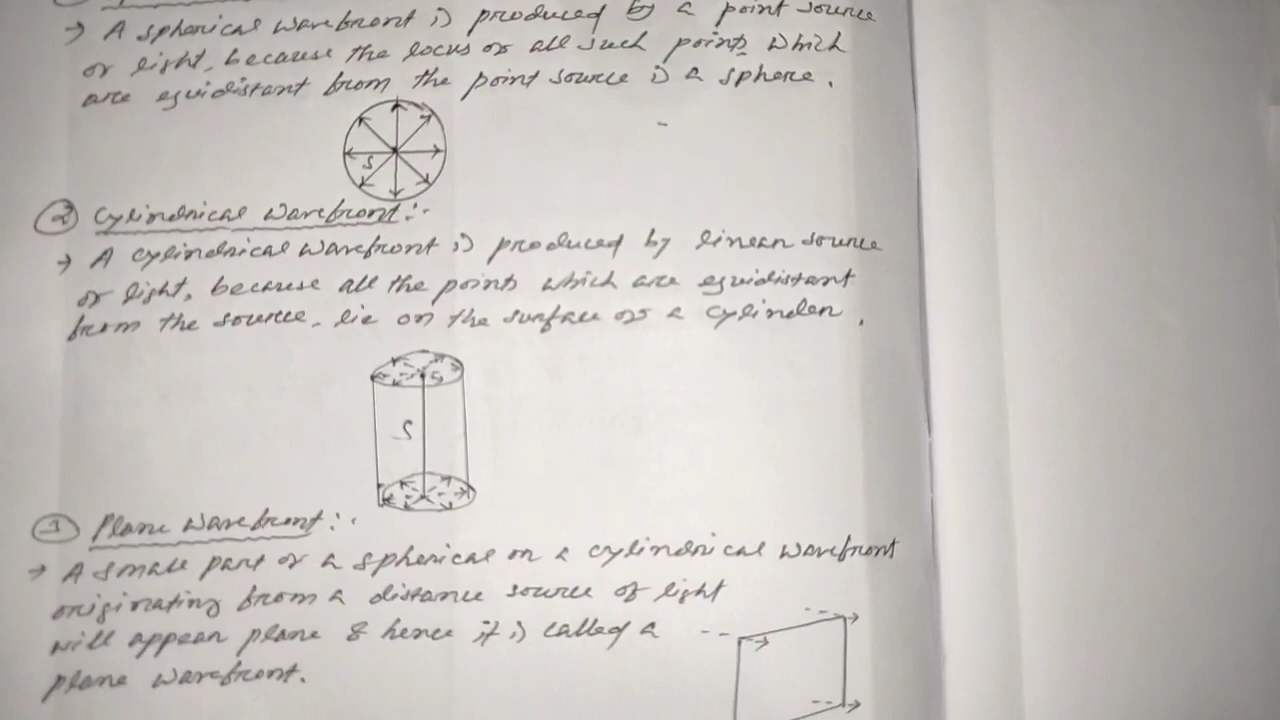 → A spherical wavefront is produced by a point source
of light, because the locus of all such points which
are equidistant from the point source is a sphere.
S
② Cylindrical Wavefront:-
→ A cylindrical wavefront is produced by linear source
of light, because all the points which are equidistant
from the source, lie on the surface of a cylinder.
S
S
③ Plane Wavefront:-
→ A small part of a spherical or a cylindrical wavefront
originating from a distance source of light
will appear plane & hence it is called a
plane wavefront.